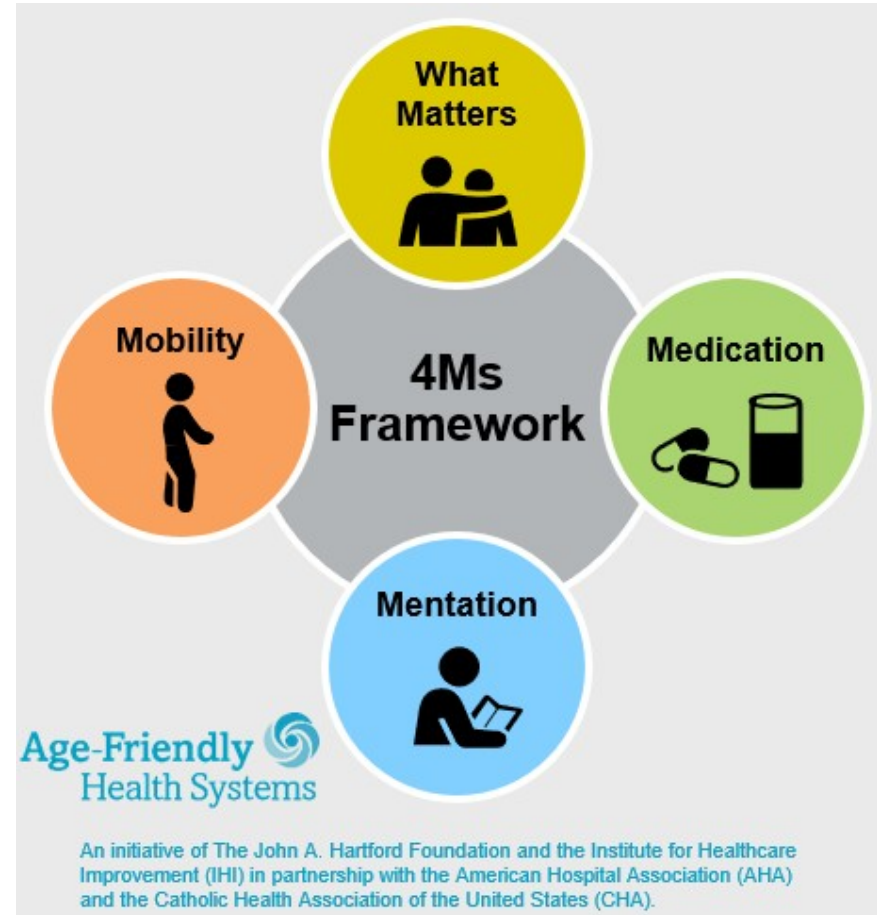 What
Matters
Mobility
4Ms
Framework
Medication
Mentation
Age-Friendly
Health Systems
An initiative of The John A. Hartford Foundation and the Institute for Healthcare
Improvement (IHI) in partnership with the American Hospital Association (AHA)
and the Catholic Health Association of the United States (CHA).